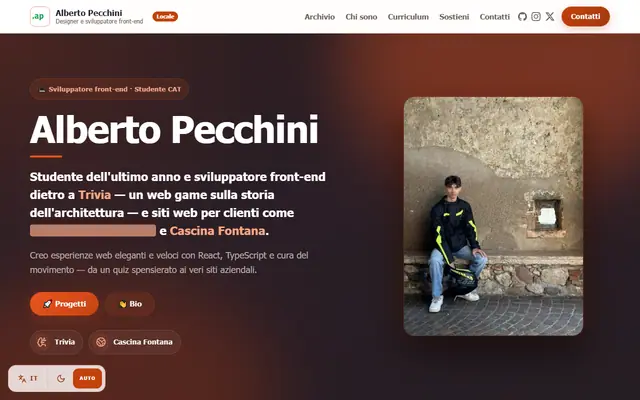 .ap
Alberto Pecchini
Designer e sviluppatore front-end
Locale
Archivio
Chi sono
Curriculum
Sostieni
Contatti
Contatti
Sviluppatore front-end · Studente CAT
Alberto Pecchini
Studente dell'ultimo anno e sviluppatore front-end
dietro a Trivia — un web game sulla storia
dell'architettura — e siti web per clienti come
e Cascina Fontana.
Creo esperienze web eleganti e veloci con React, TypeScript e cura del
movimento — da un quiz spensierato ai veri siti aziendali.
Progetti
Bio
Trivia
Cascina Fontana
IT
AUTO